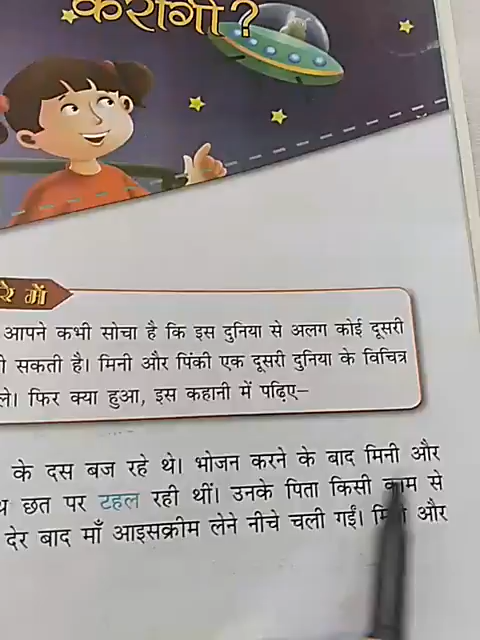 करोगी?
रे में
आपने कभी सोचा है कि इस दुनिया से अलग कोई दूसरी
सकती है। मिनी और पिंकी एक दूसरी दुनिया के विचित्र
ले। फिर क्या हुआ, इस कहानी में पढ़िए–
के दस बज रहे थे। भोजन करने के बाद मिनी और
छत पर टहल रही थीं। उनके पिता किसी काम से
देर बाद माँ आइसक्रीम लेने नीचे चली गईं। मिनी और